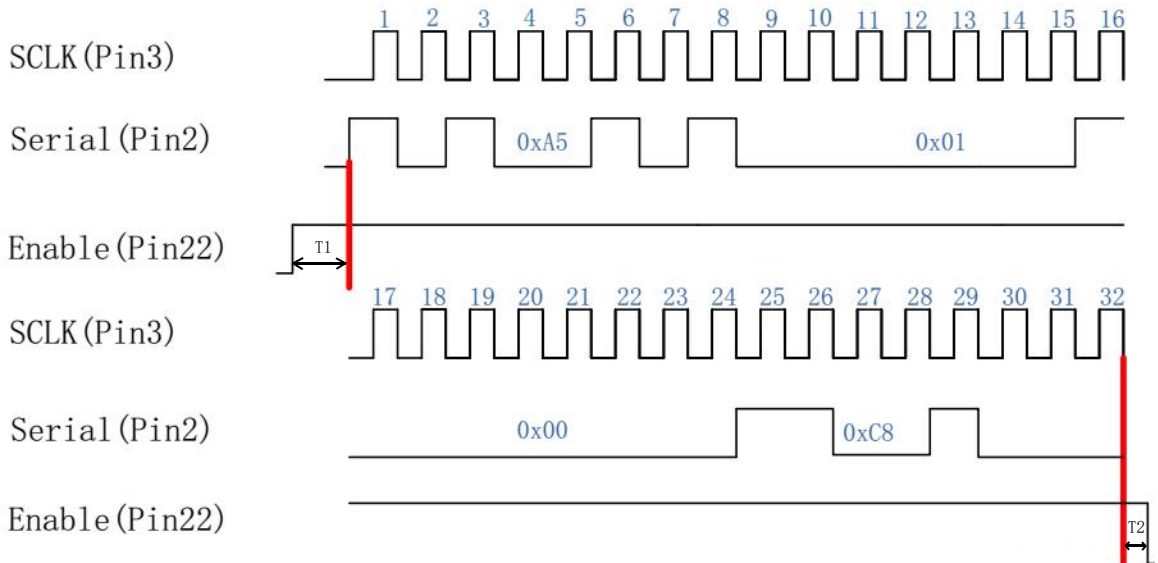 1 2 3 4 5 6 7 8 9 10 11 12 13 14 15 16
SCLK(Pin3)
Serial(Pin2) 0xA5 0x01
Enable(Pin22) T1
17 18 19 20 21 22 23 24 25 26 27 28 29 30 31 32
SCLK(Pin3)
Serial(Pin2) 0x00 0xC8
Enable(Pin22) T2